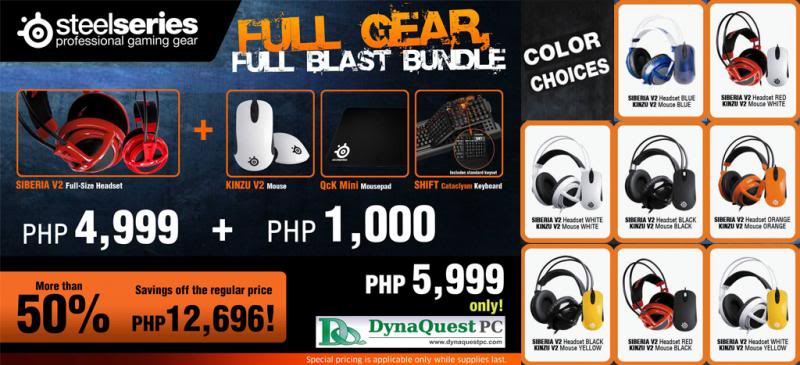 steelseries
professional gaming gear
FULL GEAR,
FULL BLAST BUNDLE
SIBERIA V2 Full-Size Headset
+
KINZU V2 Mouse
QcK Mini Mousepad
Includes standard keyset
SHIFT Cataclysm Keyboard
PHP 4,999 + PHP 1,000
More than
50%
Savings off the regular price
PHP 12,696!
PHP 5,999
only!
DynaQuest PC
www.dynaquestpc.com
Special pricing is applicable only while supplies last.
COLOR
CHOICES
SIBERIA V2 Headset BLUE
KINZU V2 Mouse BLUE
SIBERIA V2 Headset RED
KINZU V2 Mouse WHITE
SIBERIA V2 Headset WHITE
KINZU V2 Mouse WHITE
SIBERIA V2 Headset BLACK
KINZU V2 Mouse BLACK
SIBERIA V2 Headset ORANGE
KINZU V2 Mouse ORANGE
SIBERIA V2 Headset BLACK
KINZU V2 Mouse YELLOW
SIBERIA V2 Headset RED
KINZU V2 Mouse BLACK
SIBERIA V2 Headset WHITE
KINZU V2 Mouse YELLOW